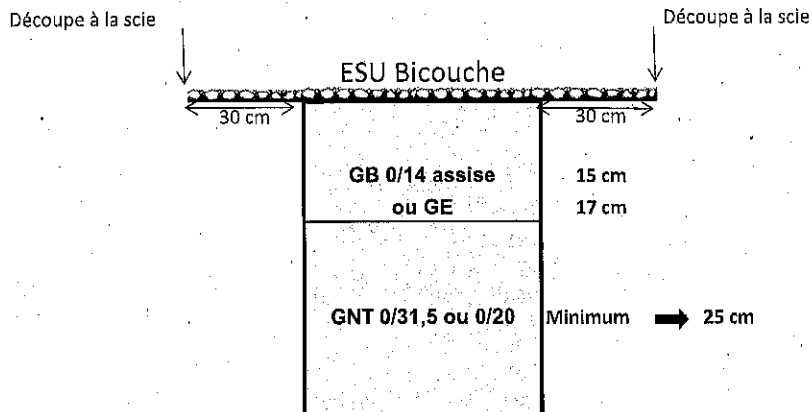 Découpe à la scie
Découpe à la scie
ESU Bicouche
30 cm
30 cm
GB 0/14 assise 15 cm
ou GE 17 cm
GNT 0/31,5 ou 0/20 Minimum 25 cm